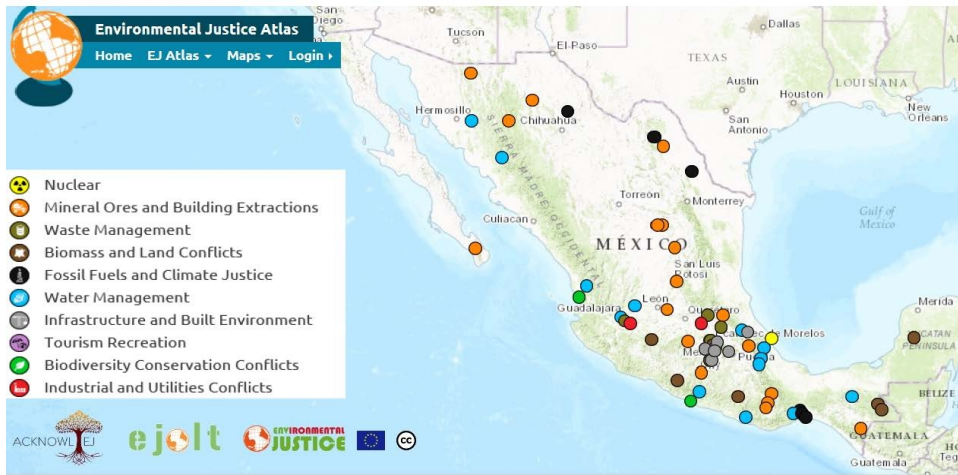 San
Diego
Tucson
El-Paso
Dallas
TEXAS
Austin
Houston
LOUISIANA
New
Orleans
San
Antonio
Environmental Justice Atlas
Home EJ Atlas Maps Login
Hermosillo
Chihuahua
SIERRA MADRE OCCIDENTAL
Nuclear
Mineral Ores and Building Extractions
Waste Management
Biomass and Land Conflicts
Fossil Fuels and Climate Justice
Water Management
Infrastructure and Built Environment
Tourism Recreation
Biodiversity Conservation Conflicts
Industrial and Utilities Conflicts
Torreón
Monterrey
Culiacan
MÉXICO
Gulf of
Mexico
San Luis
Potosi
León
Guadalajara
Merida
PENINSULA
BELIZE
GUATEMALA
Guatemala
ACKNOWL EJ
ejolt
ENVIRONMENTAL
JUSTICE
cc